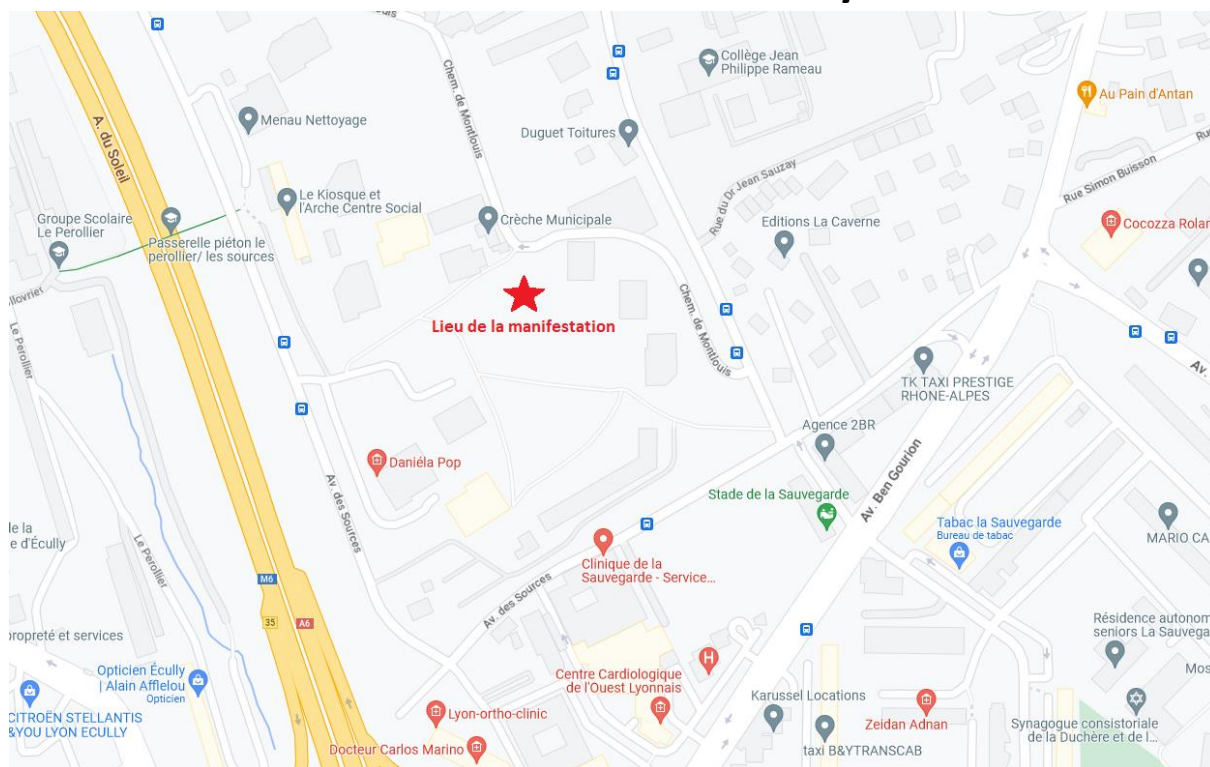 Chem. de Montlouis
Collège Jean
Philippe Rameau
Au Pain d'Antan
A. du Soleil
Menau Nettoyage
Duguet Toitures
Rue Simon Buisson
Rue du Dr Jean Sauzay
Le Kiosque et
l'Arche Centre Social
Groupe Scolaire
Le Perollier
Crèche Municipale
Editions La Caverne
Passerelle piéton le
perollier/ les sources
Lieu de la manifestation
Chem. de Montlouis
Le Perollier
TK TAXI PRESTIGE
RHONE-ALPES
Agence 2BR
Daniéla Pop
Av. des Sources
Stade de la Sauvegarde
Av. Ben Gourion
Tabac la Sauvegarde
Bureau de tabac
e d'Écully
Le Perollier
Clinique de la
Sauvegarde - Service...
M6
Av. des Sources
35
A6
propreté et services
Résidence autonom
seniors La Sauvega
Opticien Écully
| Alain Afflelou
Opticien
Centre Cardiologique
de l'Ouest Lyonnais
H
Karussel Locations
Lyon-ortho-clinic
Zeidan Adnan
CITROËN STELLANTIS
&YOU LYON ECULLY
Docteur Carlos Marino
taxi B&YTRANSCAB
Synagogue consistoriale
de la Duchère et de l...